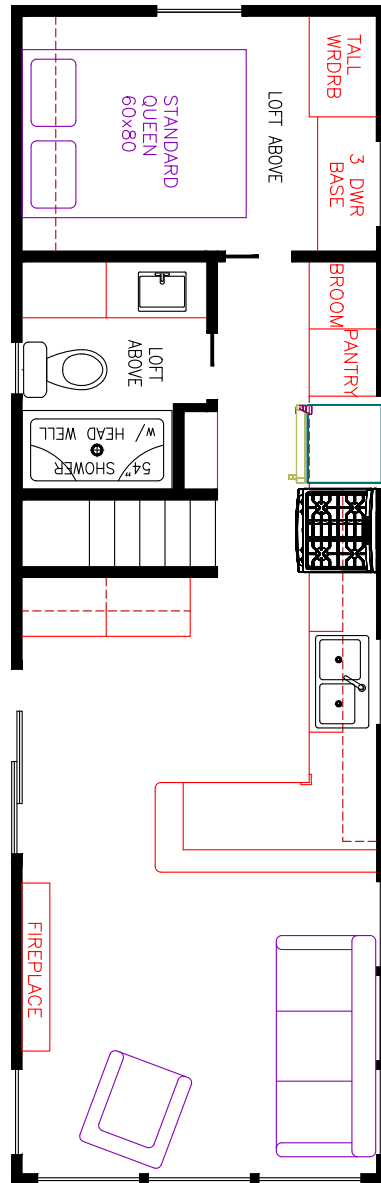 TALL
WRDRB
3 DWR
BASE
LOFT ABOVE
STANDARD
QUEEN
60x80
BROOM
PANTRY
LOFT
ABOVE
54" SHOWER
w/ HEAD WELL
FIREPLACE